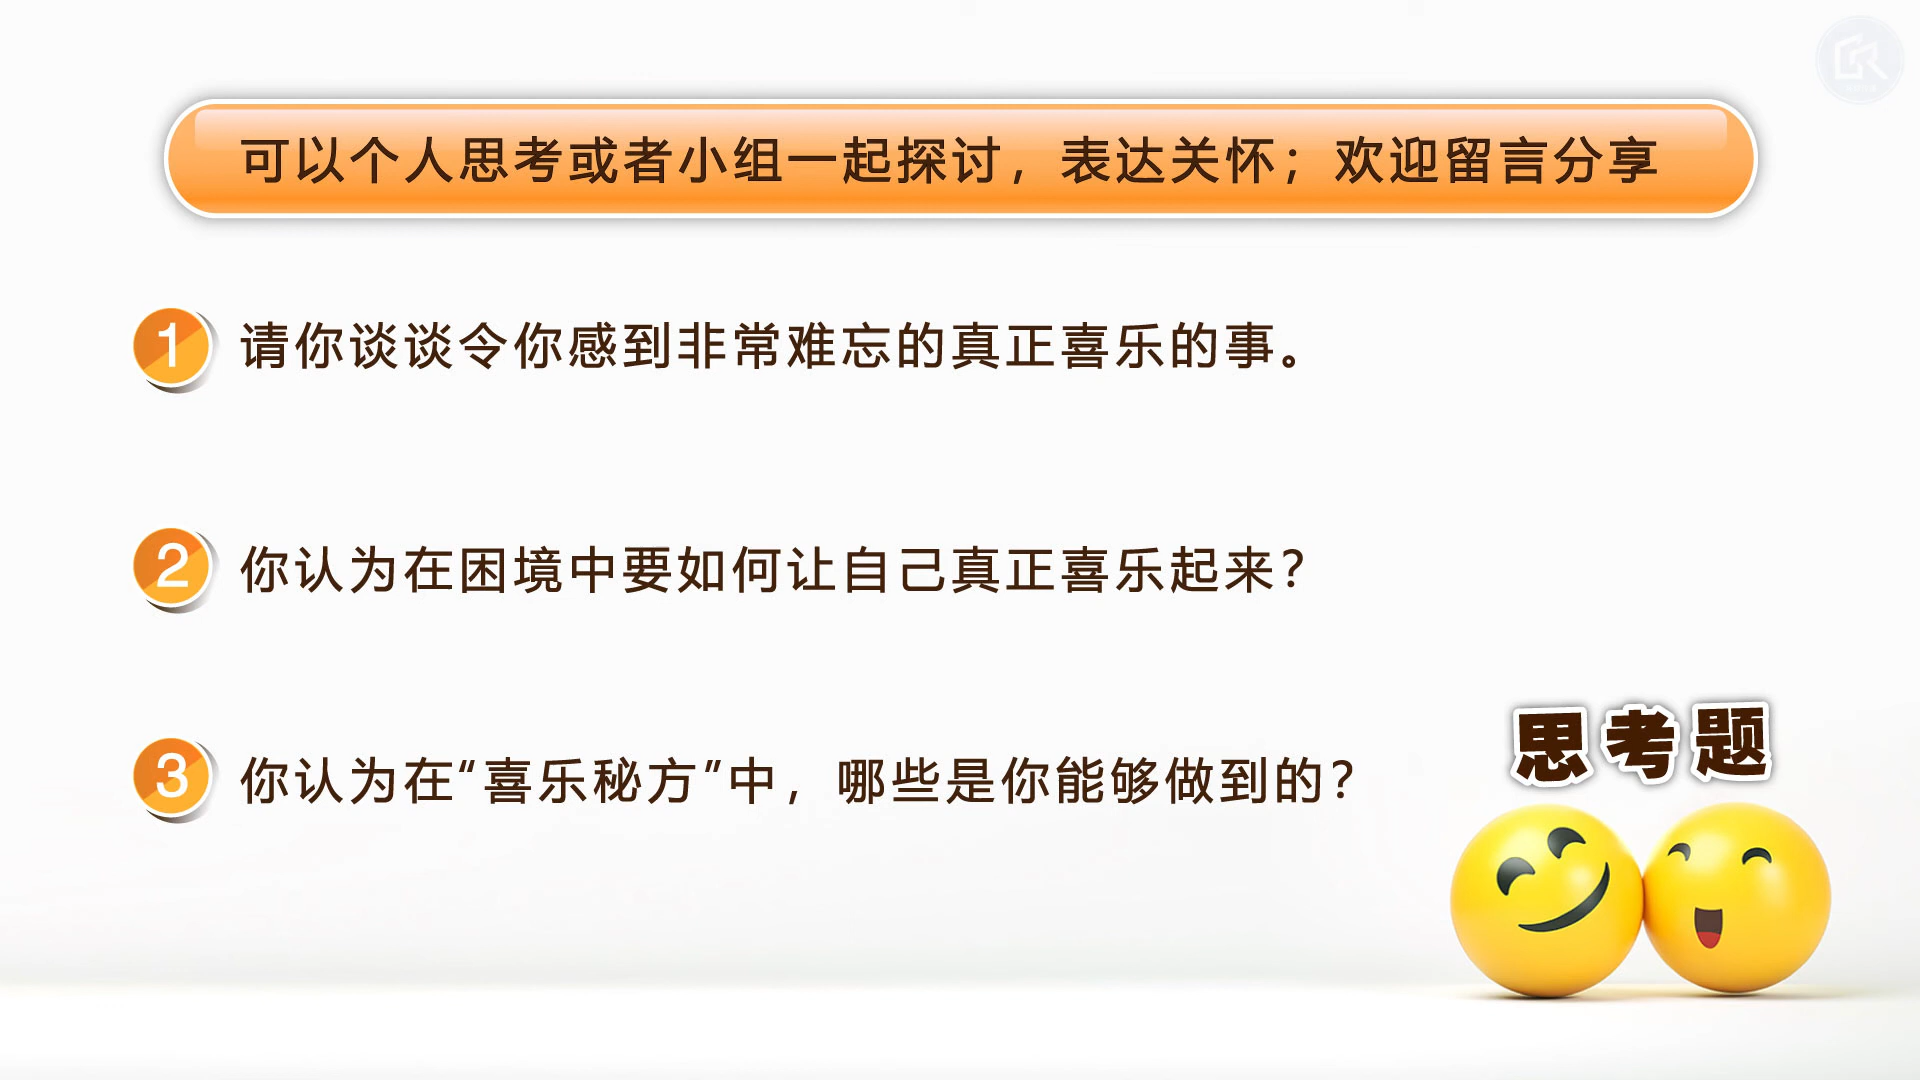 可以个人思考或者小组一起探讨，表达关怀；欢迎留言分享
1 请你谈谈令你感到非常难忘的真正喜乐的事。
2 你认为在困境中要如何让自己真正喜乐起来？
3 你认为在“喜乐秘方”中，哪些是你能够做到的？
思考题